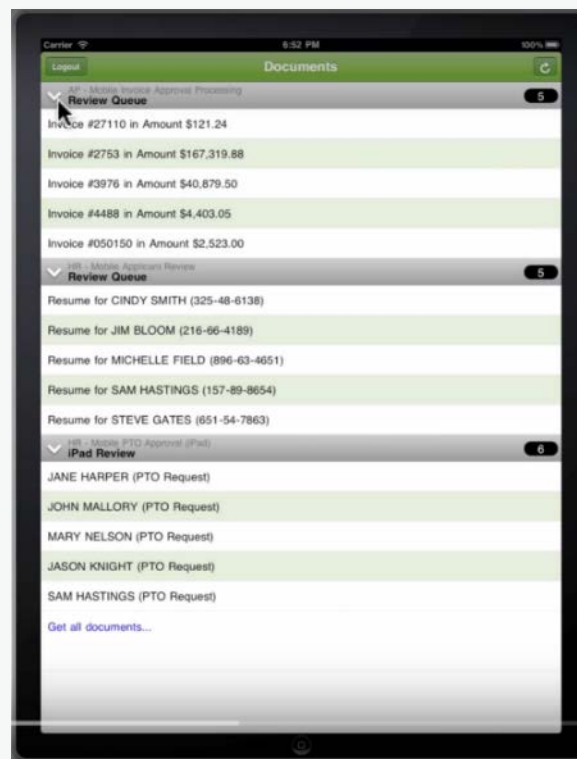 Carrier 6:52 PM 100%
Logout Documents
AP - Mobile Invoice Approval Processing
Review Queue 5
Invoice #27110 in Amount $121.24
Invoice #2753 in Amount $167,319.88
Invoice #3976 in Amount $40,879.50
Invoice #4488 in Amount $4,403.05
Invoice #050150 in Amount $2,523.00
HR - Mobile Applicant Review
Review Queue 5
Resume for CINDY SMITH (325-48-6138)
Resume for JIM BLOOM (216-66-4189)
Resume for MICHELLE FIELD (896-63-4651)
Resume for SAM HASTINGS (157-89-8654)
Resume for STEVE GATES (651-54-7863)
HR - Mobile PTO Approval (iPad)
iPad Review 6
JANE HARPER (PTO Request)
JOHN MALLORY (PTO Request)
MARY NELSON (PTO Request)
JASON KNIGHT (PTO Request)
SAM HASTINGS (PTO Request)
Get all documents...